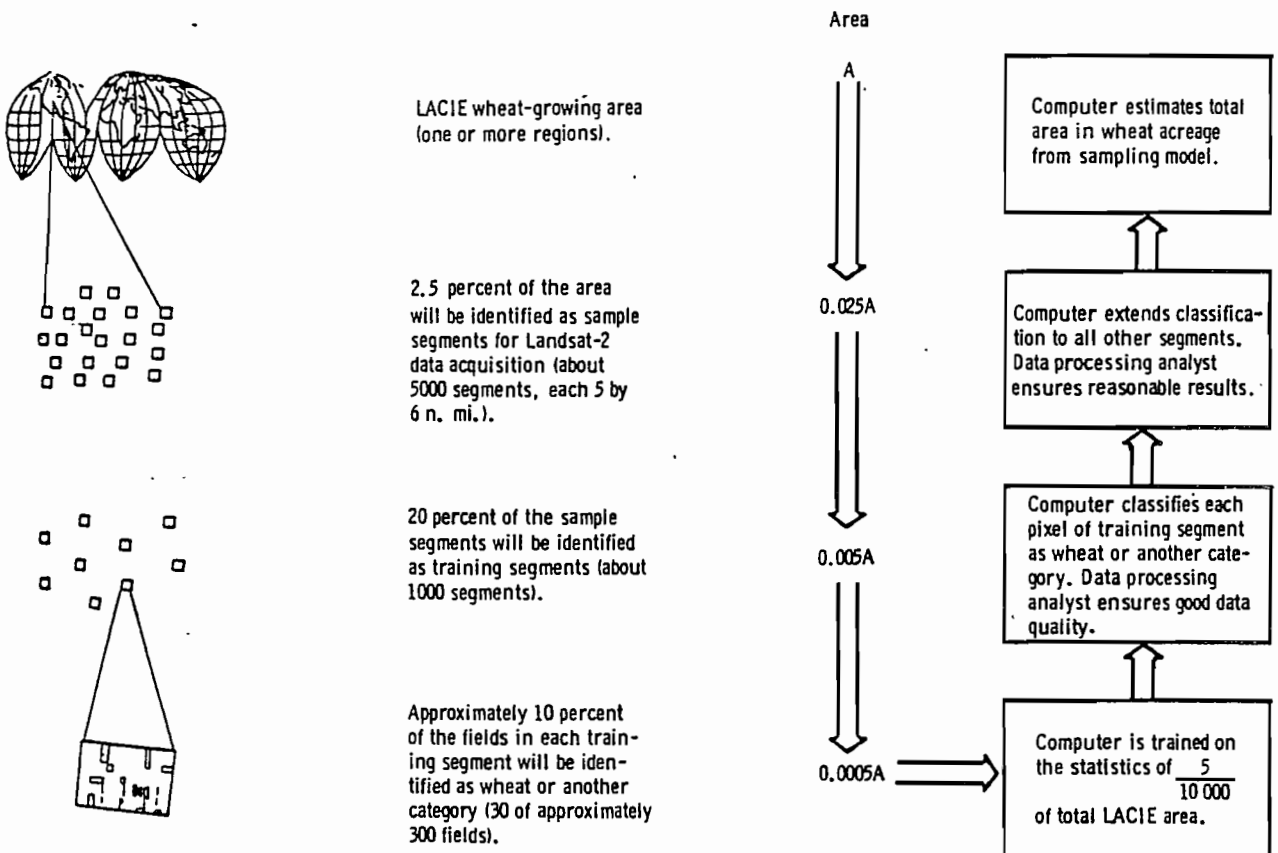 Area
A
LACIE wheat-growing area
(one or more regions).
2.5 percent of the area
will be identified as sample
segments for Landsat-2
data acquisition (about
5000 segments, each 5 by
6 n. mi.).
0.025A
20 percent of the sample
segments will be identified
as training segments (about
1000 segments).
0.005A
Approximately 10 percent
of the fields in each train-
ing segment will be iden-
tified as wheat or another
category (30 of approximately
300 fields).
0.0005A
Computer estimates total
area in wheat acreage
from sampling model.
Computer extends classifica-
tion to all other segments.
Data processing analyst
ensures reasonable results.
Computer classifies each
pixel of training segment
as wheat or another cate-
gory. Data processing
analyst ensures good data
quality.
Computer is trained on
the statistics of 5
10 000
of total LACIE area.